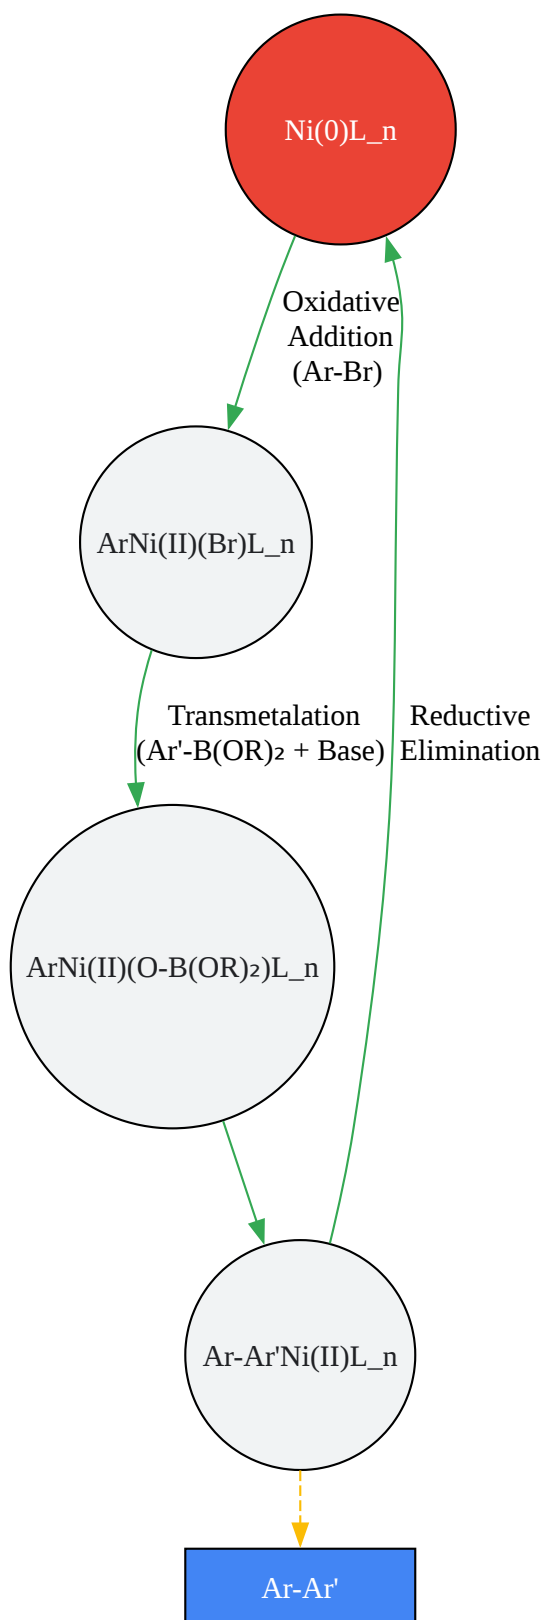 Ni(0)L_n
Oxidative
Addition
(Ar-Br)
ArNi(II)(Br)L_n
Transmetalation
(Ar'-B(OR)₂ + Base)
Reductive
Elimination
ArNi(II)(O-B(OR)₂)L_n
Ar-Ar'Ni(II)L_n
Ar-Ar'